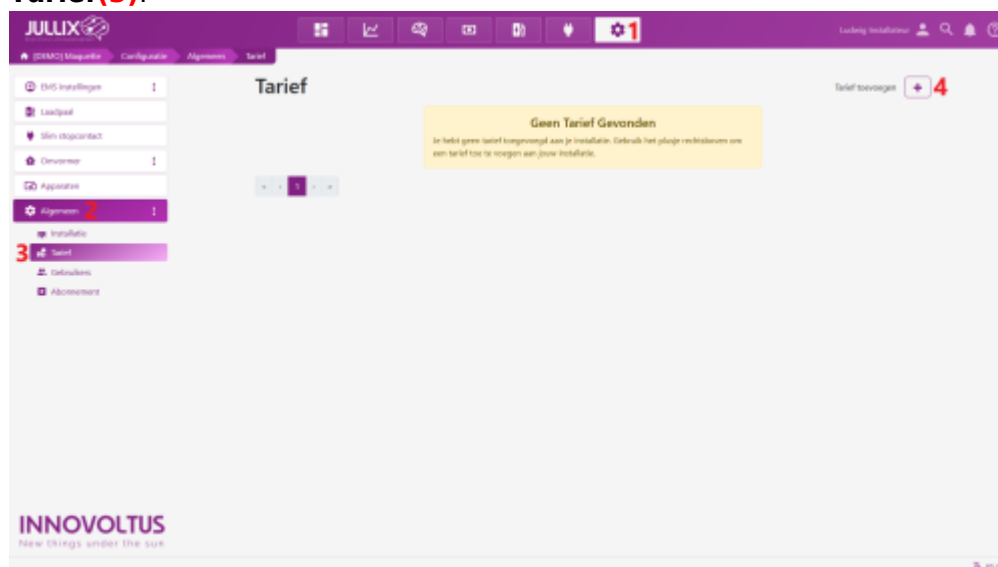 Tarief(3).
JULLIX
1
Ludwig Installateur
[DEMO] Maquette Configuratie Algemeen Tarief
EMS Instellingen
Laadpaal
Slim stopcontact
Omvormer
Apparaten
Algemeen 2
Installatie
3 Tarief
Gebruikers
Abonnement
Tarief
Tarief toevoegen + 4
Geen Tarief Gevonden
Je hebt geen tarief toegevoegd aan je installatie. Gebruik het plusje rechtsboven om
een tarief toe te voegen aan jouw installatie.
« ‹ 1 › »
INNOVOLTUS
New things under the sun